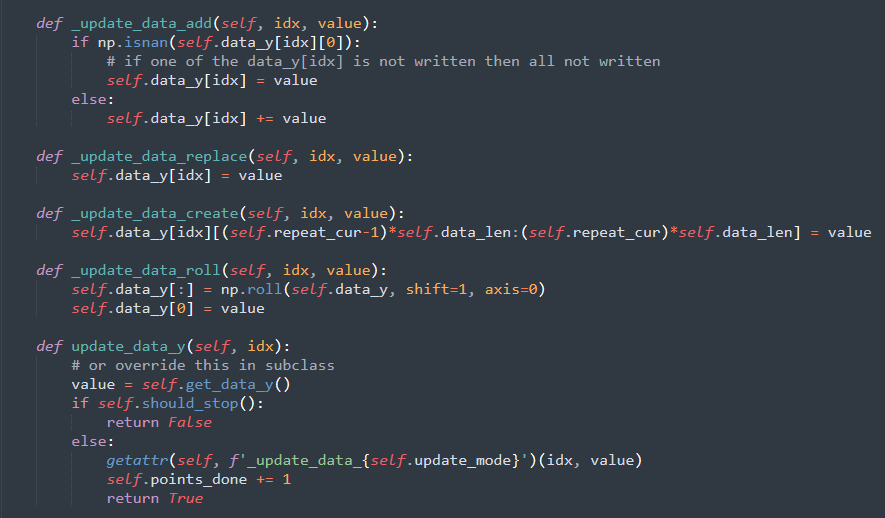 def _update_data_add(self, idx, value):
    if np.isnan(self.data_y[idx][0]):
        # if one of the data_y[idx] is not written then all not written
        self.data_y[idx] = value
    else:
        self.data_y[idx] += value

def _update_data_replace(self, idx, value):
    self.data_y[idx] = value

def _update_data_create(self, idx, value):
    self.data_y[idx][(self.repeat_cur-1)*self.data_len:(self.repeat_cur)*self.data_len] = value

def _update_data_roll(self, idx, value):
    self.data_y[:] = np.roll(self.data_y, shift=1, axis=0)
    self.data_y[0] = value

def update_data_y(self, idx):
    # or override this in subclass
    value = self.get_data_y()
    if self.should_stop():
        return False
    else:
        getattr(self, f'_update_data_{self.update_mode}')(idx, value)
        self.points_done += 1
        return True